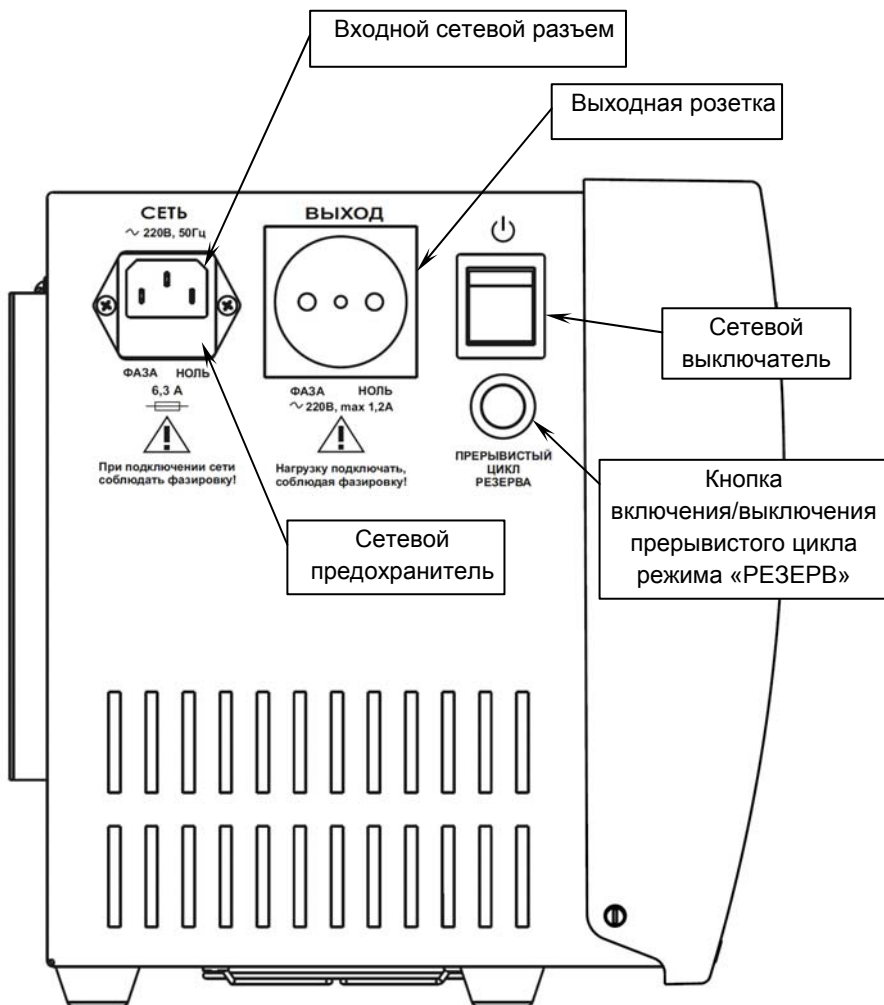 Входной сетевой разъем
Выходная розетка
СЕТЬ
~ 220В, 50Гц
ВЫХОД
ФАЗА НОЛЬ
6,3 А
При подключении сети
соблюдать фазировку!
ФАЗА НОЛЬ
~ 220В, max 1,2А
Нагрузку подключать,
соблюдая фазировку!
ПРЕРЫВИСТЫЙ
ЦИКЛ
РЕЗЕРВА
Сетевой
выключатель
Кнопка
включения/выключения
прерывистого цикла
режима «РЕЗЕРВ»
Сетевой
предохранитель